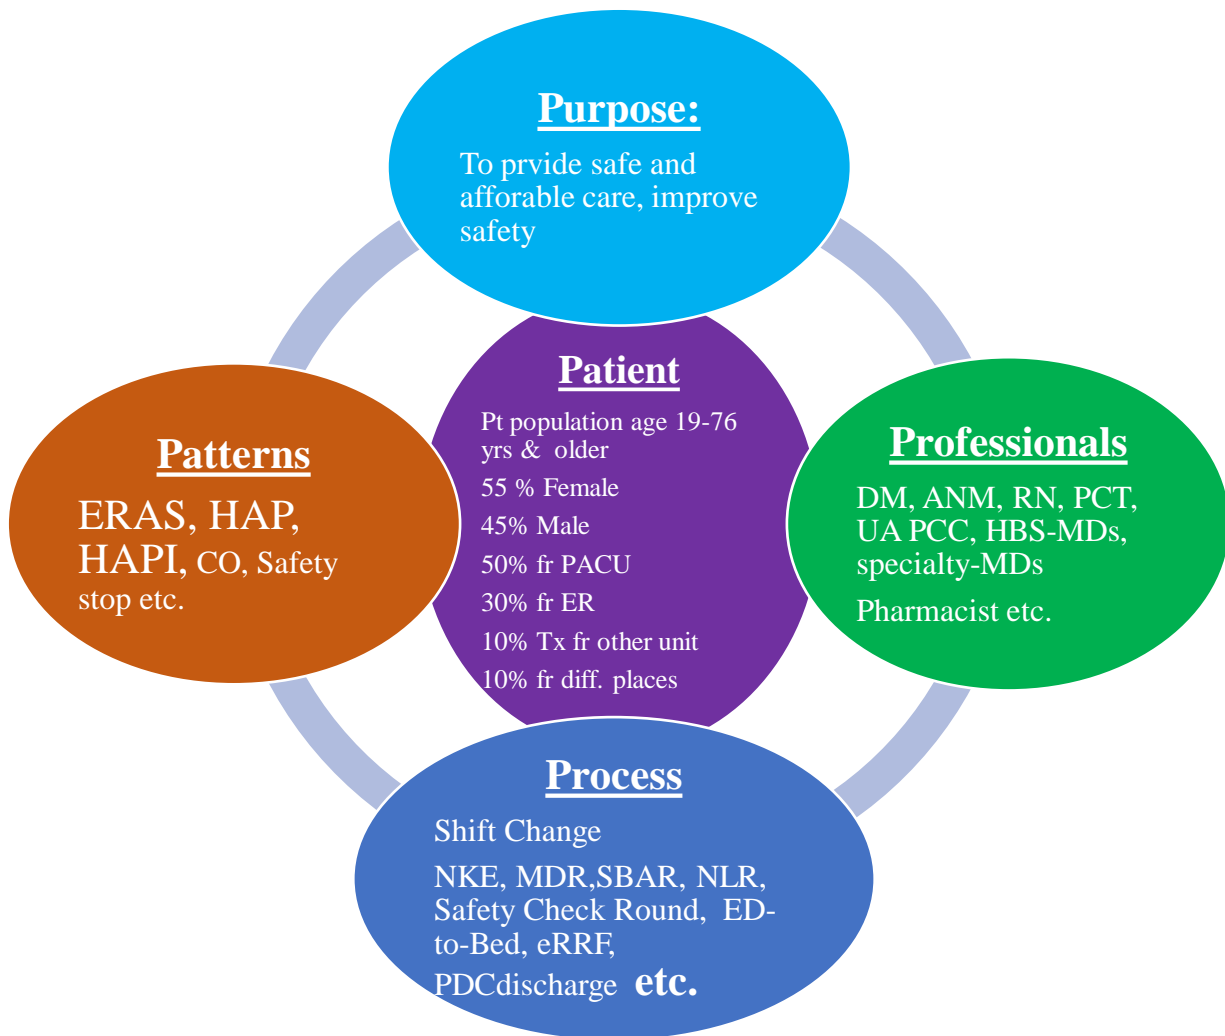 Purpose:
To prvide safe and
afforable care, improve
safety
Patient
Pt population age 19-76
yrs & older
55 % Female
45% Male
50% fr PACU
30% fr ER
10% Tx fr other unit
10% fr diff. places
Patterns
ERAS, HAP,
HAPI, CO, Safety
stop etc.
Professionals
DM, ANM, RN, PCT,
UA PCC, HBS-MDs,
specialty-MDs
Pharmacist etc.
Process
Shift Change
NKE, MDR,SBAR, NLR,
Safety Check Round, ED-
to-Bed, eRRF,
PDCdischarge etc.